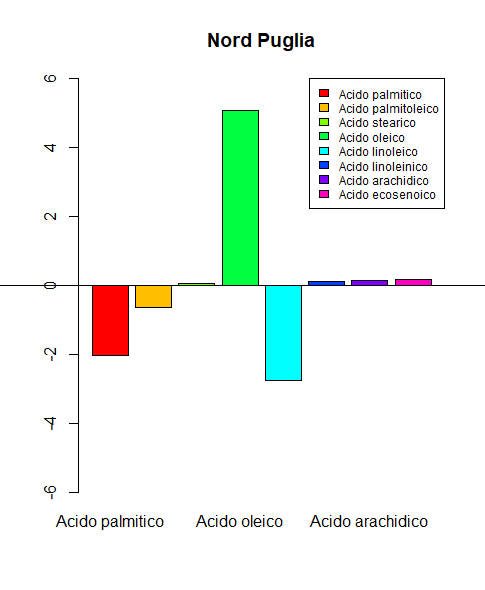 Nord Puglia
6
4
2
0
-2
-4
-6
Acido palmitico
Acido palmitoleico
Acido stearico
Acido oleico
Acido linoleico
Acido linoleinico
Acido arachidico
Acido ecosenoico
Acido palmitico Acido oleico Acido arachidico